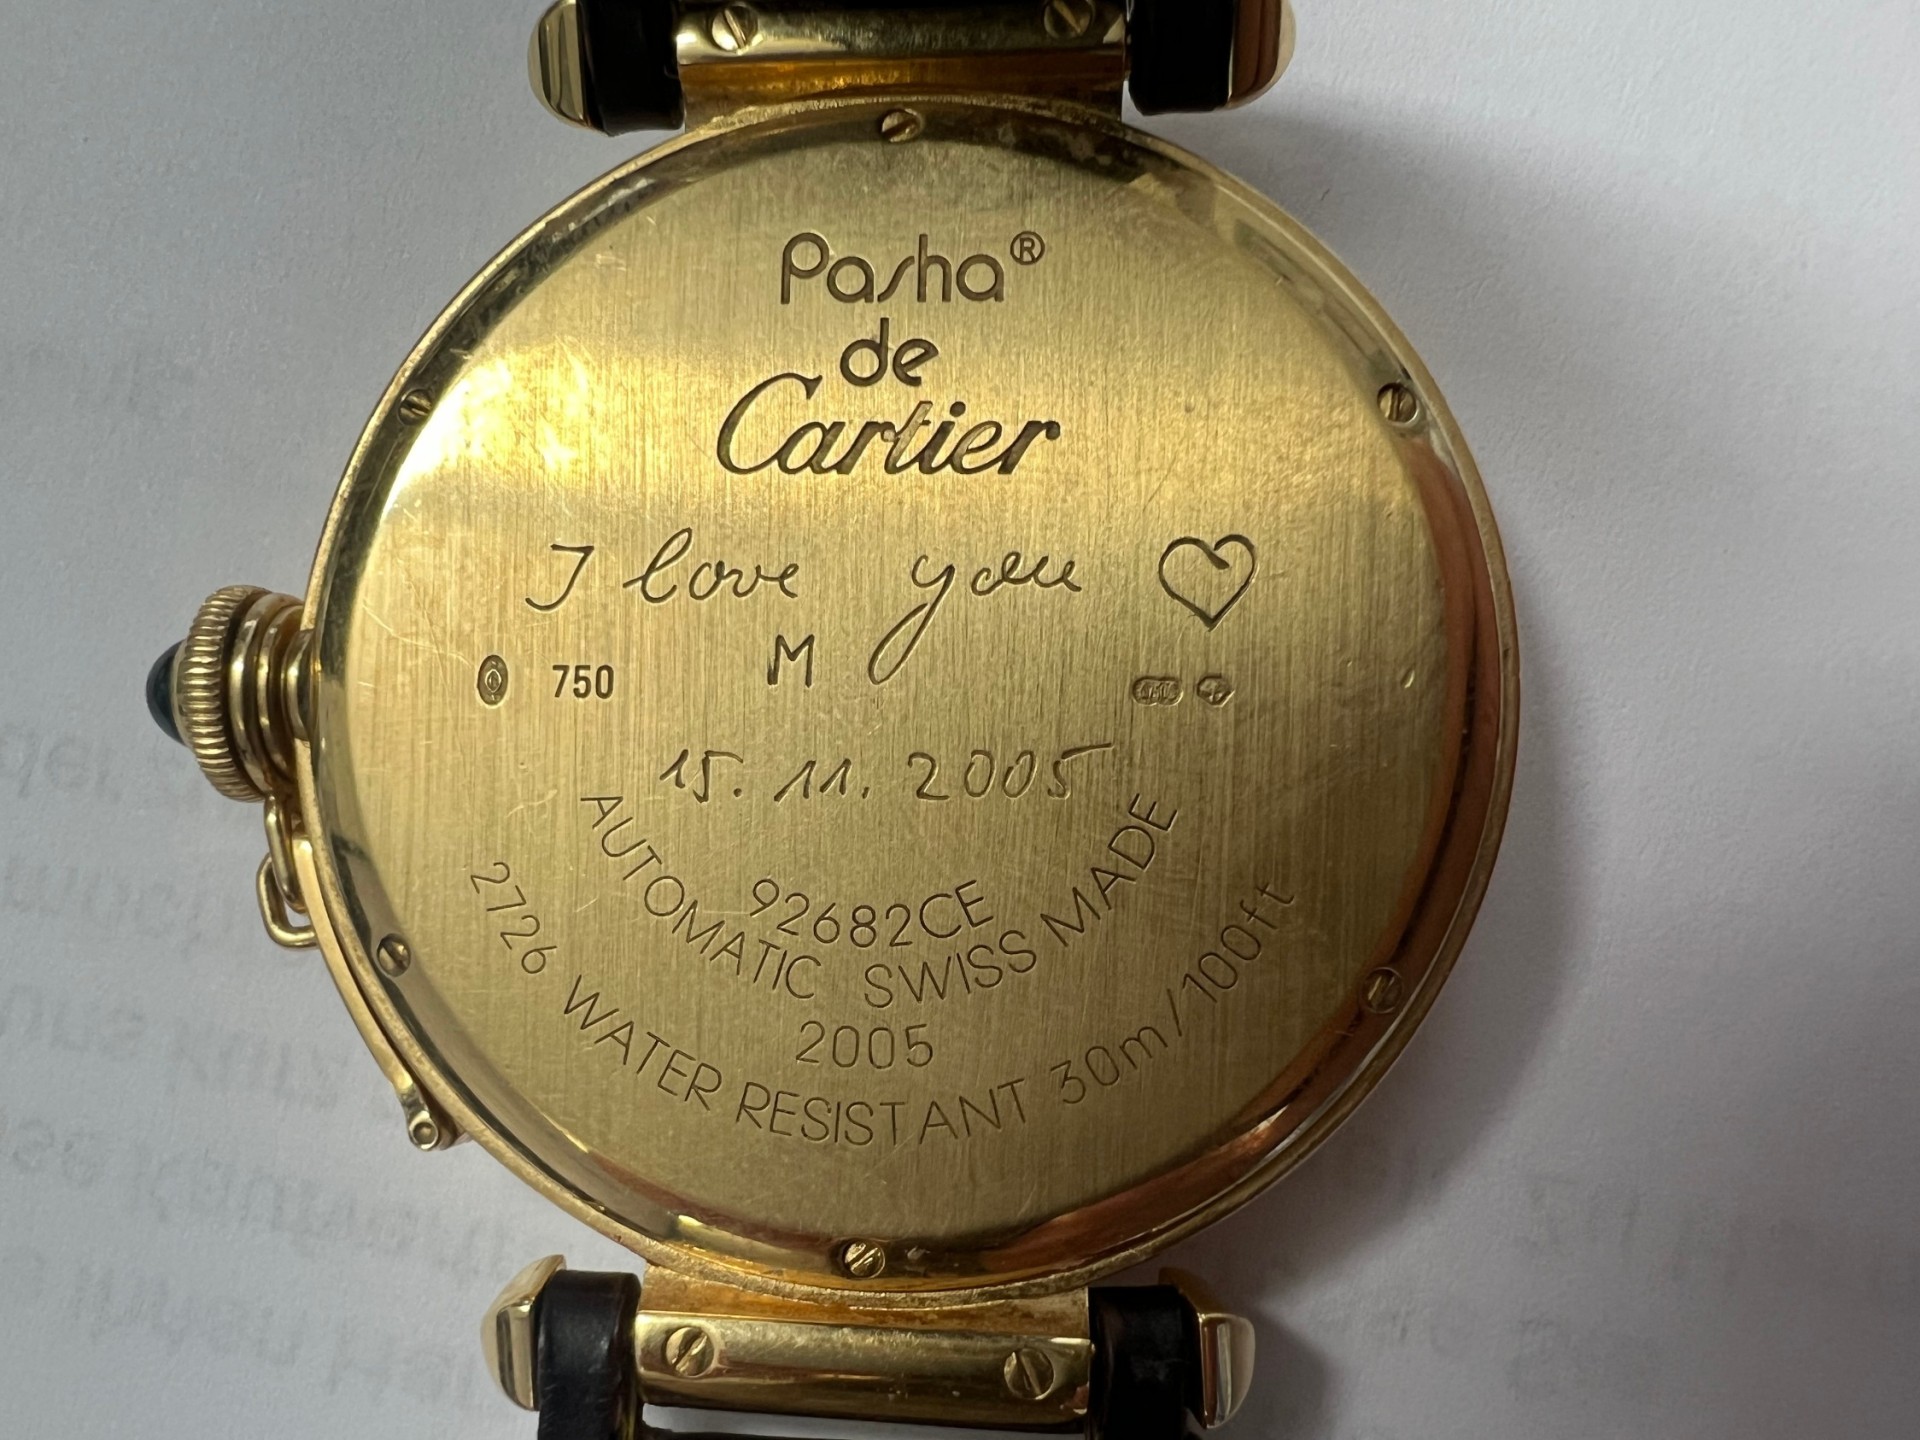 Pasha®
de
Cartier
I love you ♡
M
750
15. 11. 2005
92682CE
AUTOMATIC SWISS MADE
2005
2726 WATER RESISTANT 30m/100ft